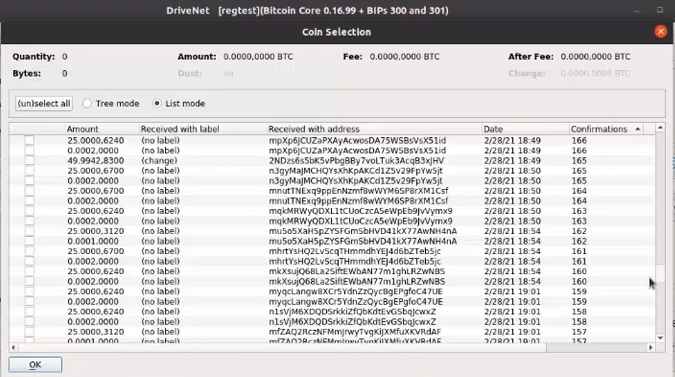 DriveNet [regtest](Bitcoin Core 0.16.99 + BIPs 300 and 301)
Coin Selection
Quantity: 0 Amount: 0.0000,0000 BTC Fee: 0.0000,0000 BTC After Fee: 0.0000,0000 BTC
Bytes: 0 Dust: no Change: 0.0000,0000 BTC
(un)select all Tree mode List mode
Amount Received with label Received with address Date Confirmations
25.0000,6240 (no label) mpXp6JCUZaPXAyAcwosDA75WSBsVsX51id 2/28/21 18:49 166
0.0002,0000 (no label) mpXp6JCUZaPXAyAcwosDA75WSBsVsX51id 2/28/21 18:49 166
49.9942,8300 (change) 2NDzs6s5bK5vPbgBBy7voLTuk3AcqB3xJHV 2/28/21 18:49 165
25.0000,6700 (no label) n3gyMaJMCHQYsXhKpAKCd1Z5v29FpYw5jt 2/28/21 18:50 165
0.0002,0000 (no label) n3gyMaJMCHQYsXhKpAKCd1Z5v29FpYw5jt 2/28/21 18:50 165
25.0000,6700 (no label) mnutTNExq9ppEnNzmf8wWYM6SP8rXM1Csf 2/28/21 18:50 164
0.0002,0000 (no label) mnutTNExq9ppEnNzmf8wWYM6SP8rXM1Csf 2/28/21 18:50 164
25.0000,6240 (no label) mqkMRWyQDXL1tCUoCzcA5eWpEb9JvVymx9 2/28/21 18:50 163
0.0002,0000 (no label) mqkMRWyQDXL1tCUoCzcA5eWpEb9JvVymx9 2/28/21 18:50 163
25.0000,3120 (no label) mu5o5XaH5pZYSFGmSbHVD41kX77AwNH4nA 2/28/21 18:54 162
0.0001,0000 (no label) mu5o5XaH5pZYSFGmSbHVD41kX77AwNH4nA 2/28/21 18:54 162
25.0000,6700 (no label) mhrtYsHQ2LvScqTHmmdhYEJ4d6bZTeb5jc 2/28/21 18:54 161
0.0002,0000 (no label) mhrtYsHQ2LvScqTHmmdhYEJ4d6bZTeb5jc 2/28/21 18:54 161
25.0000,6240 (no label) mkXsujQ68La2SiftEWbAN77m1ghLRZwNBS 2/28/21 18:54 160
0.0002,0000 (no label) mkXsujQ68La2SiftEWbAN77m1ghLRZwNBS 2/28/21 18:54 160
25.0000,6240 (no label) myqcLangw8XCr5YdnZzQycBgEPgfoC47UE 2/28/21 19:01 159
0.0002,0000 (no label) myqcLangw8XCr5YdnZzQycBgEPgfoC47UE 2/28/21 19:01 159
25.0000,6240 (no label) n1sVjM6XDQSrkkiZfQbKdtEvGSbqJcwxZ 2/28/21 19:01 158
0.0002,0000 (no label) n1sVjM6XDQSrkkiZfQbKdtEvGSbqJcwxZ 2/28/21 19:01 158
25.0000,3120 (no label) mfZAQ2RczNFMmJnwyTvgKiJXMfuXKVRdAF 2/28/21 19:01 157
0.0001,0000 (no label) mfZAQ2RczNFMmJnwyTvgKiJXMfuXKVRdAF 2/28/21 19:01 157
OK